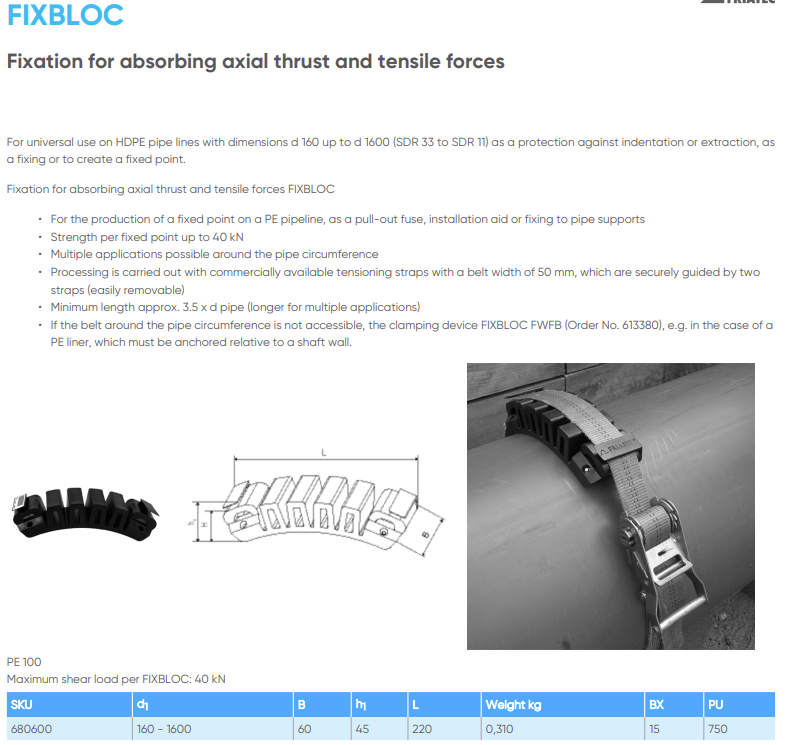 FIXBLOC
Fixation for absorbing axial thrust and tensile forces
For universal use on HDPE pipe lines with dimensions d 160 up to d 1600 (SDR 33 to SDR 11) as a protection against indentation or extraction, as
a fixing or to create a fixed point.
Fixation for absorbing axial thrust and tensile forces FIXBLOC
• For the production of a fixed point on a PE pipeline, as a pull-out fuse, installation aid or fixing to pipe supports
• Strength per fixed point up to 40 kN
• Multiple applications possible around the pipe circumference
• Processing is carried out with commercially available tensioning straps with a belt width of 50 mm, which are securely guided by two
straps (easily removable)
• Minimum length approx. 3.5 x d pipe (longer for multiple applications)
• If the belt around the pipe circumference is not accessible, the clamping device FIXBLOC FWFB (Order No. 613380), e.g. in the case of a
PE liner, which must be anchored relative to a shaft wall.
L
h₁ H B
PE 100
Maximum shear load per FIXBLOC: 40 kN
SKU d₁ B h₁ L Weight kg BX PU
680600 160 - 1600 60 45 220 0,310 15 750